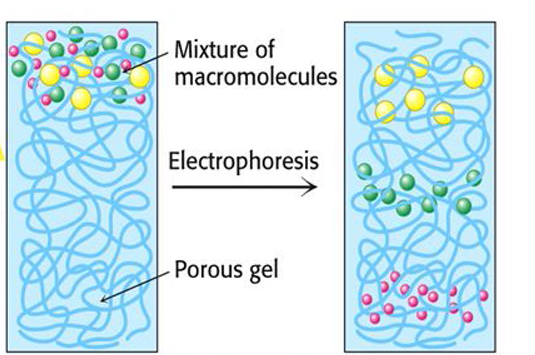 Mixture of
macromolecules
Electrophoresis
Porous gel